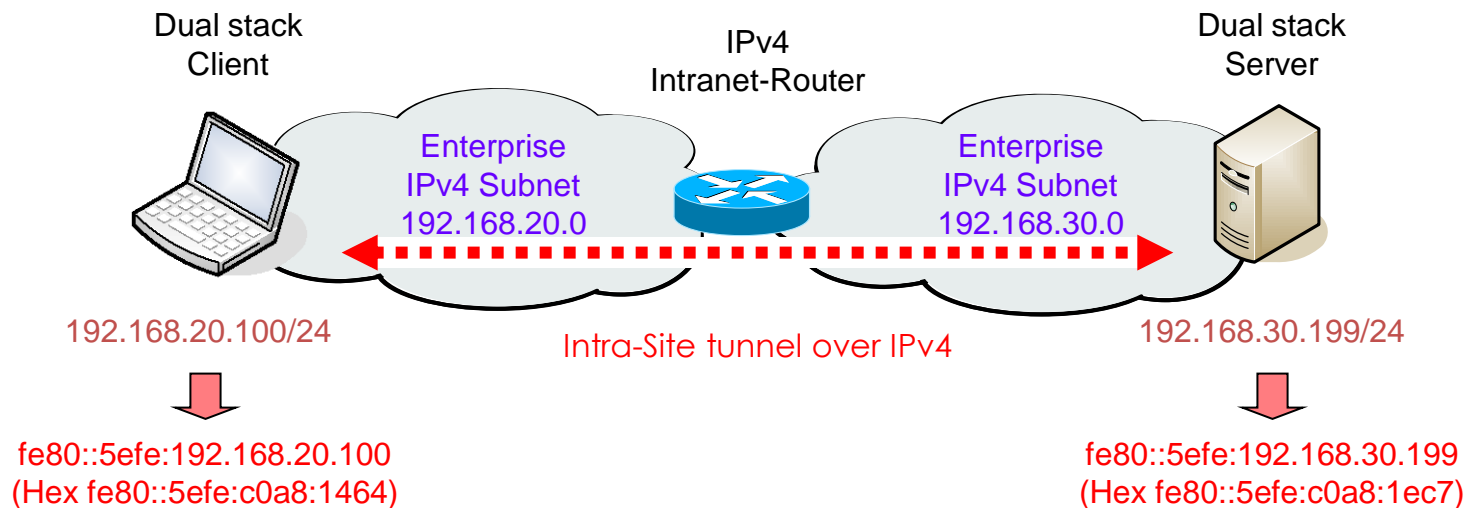 Dual stack
Client
IPv4
Intranet-Router
Dual stack
Server
Enterprise
IPv4 Subnet
192.168.20.0
Enterprise
IPv4 Subnet
192.168.30.0
192.168.20.100/24
Intra-Site tunnel over IPv4
192.168.30.199/24
fe80::5efe:192.168.20.100
(Hex fe80::5efe:c0a8:1464)
fe80::5efe:192.168.30.199
(Hex fe80::5efe:c0a8:1ec7)